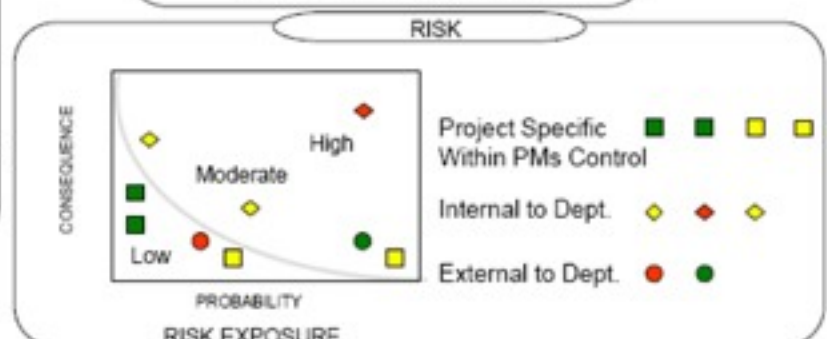 RISK
CONSEQUENCE
High
Moderate
Low
PROBABILITY
RISK EXPOSURE
Project Specific
Within PMs Control
Internal to Dept.
External to Dept.